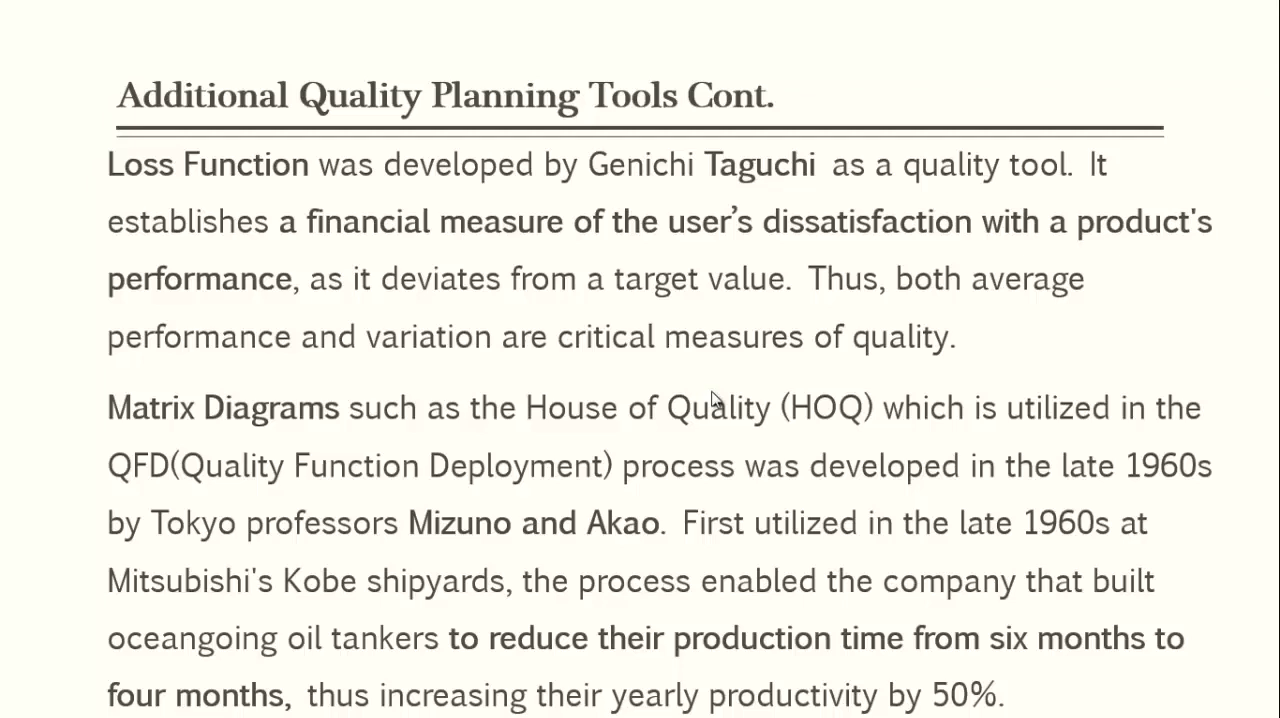 Additional Quality Planning Tools Cont.
Loss Function was developed by Genichi Taguchi as a quality tool. It
establishes a financial measure of the user’s dissatisfaction with a product's
performance, as it deviates from a target value. Thus, both average
performance and variation are critical measures of quality.
Matrix Diagrams such as the House of Quality (HOQ) which is utilized in the
QFD(Quality Function Deployment) process was developed in the late 1960s
by Tokyo professors Mizuno and Akao. First utilized in the late 1960s at
Mitsubishi's Kobe shipyards, the process enabled the company that built
oceangoing oil tankers to reduce their production time from six months to
four months, thus increasing their yearly productivity by 50%.